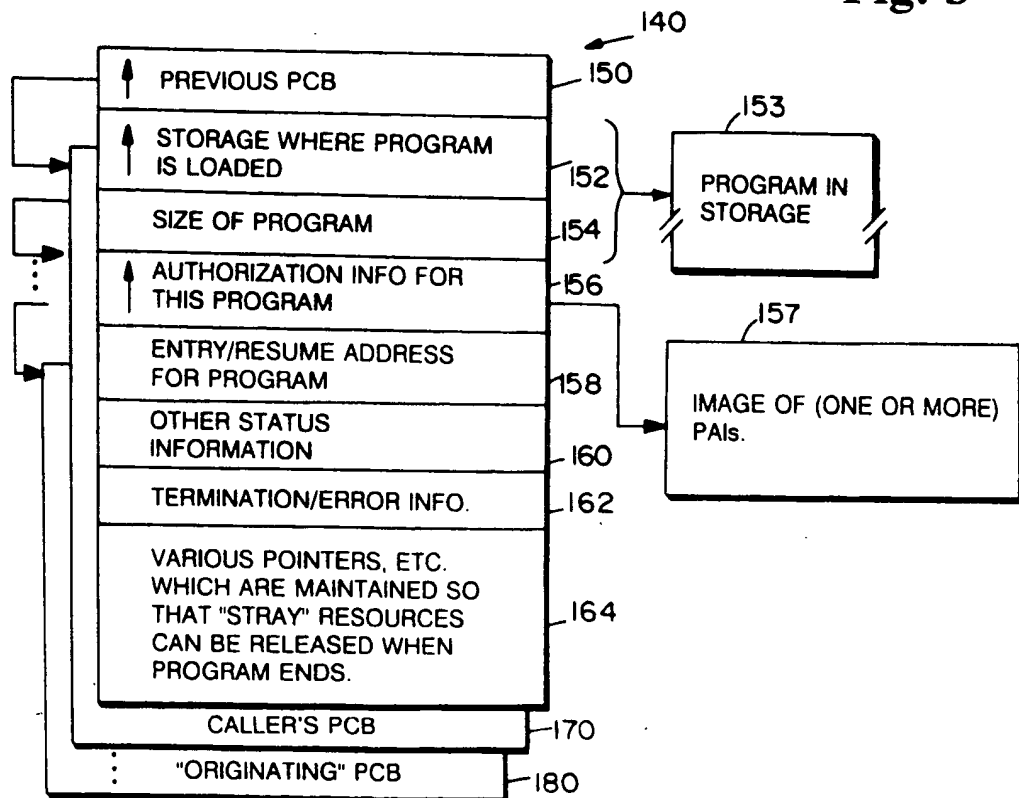 140
PREVIOUS PCB
150
STORAGE WHERE PROGRAM
IS LOADED
152
SIZE OF PROGRAM
154
AUTHORIZATION INFO FOR
THIS PROGRAM
156
ENTRY/RESUME ADDRESS
FOR PROGRAM
158
OTHER STATUS
INFORMATION
160
TERMINATION/ERROR INFO.
162
VARIOUS POINTERS, ETC.
WHICH ARE MAINTAINED SO
THAT "STRAY" RESOURCES
CAN BE RELEASED WHEN
PROGRAM ENDS.
164
CALLER'S PCB
170
"ORIGINATING" PCB
180
153
PROGRAM IN
STORAGE
157
IMAGE OF (ONE OR MORE)
PAIs.